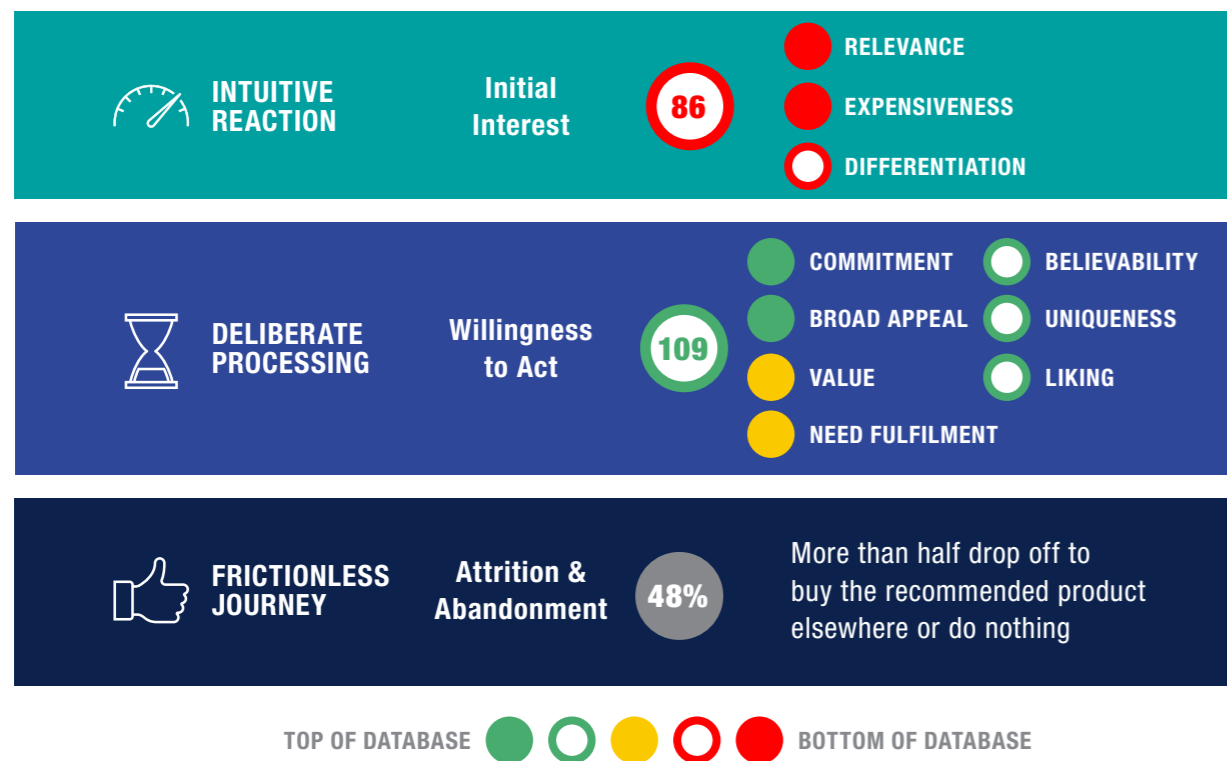 INTUITIVE
REACTION
Initial
Interest
86
RELEVANCE
EXPENSIVENESS
DIFFERENTIATION
DELIBERATE
PROCESSING
Willingness
to Act
109
COMMITMENT
BROAD APPEAL
VALUE
NEED FULFILMENT
BELIEVABILITY
UNIQUENESS
LIKING
FRICTIONLESS
JOURNEY
Attrition &
Abandonment
48%
More than half drop off to
buy the recommended product
elsewhere or do nothing
TOP OF DATABASE
BOTTOM OF DATABASE